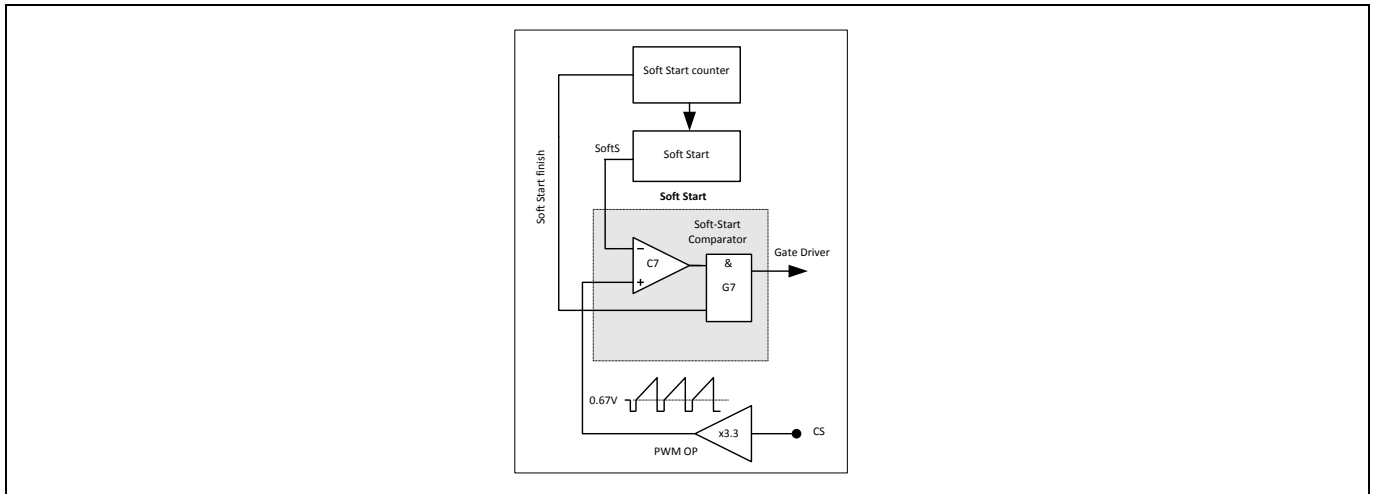 Soft Start counter
Soft Start finish
SoftS
Soft Start
Soft Start
Soft-Start
Comparator
Gate Driver
−
C7
+
&
G7
0.67V
x3.3
CS
PWM OP